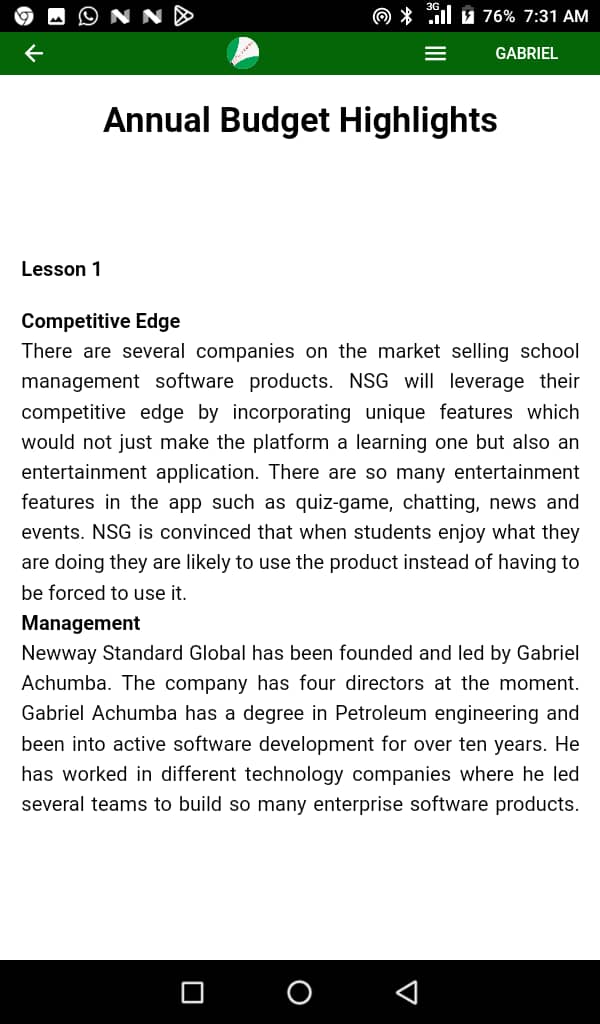 3G
76% 7:31 AM
GABRIEL
Annual Budget Highlights
Lesson 1
Competitive Edge
There are several companies on the market selling school
management software products. NSG will leverage their
competitive edge by incorporating unique features which
would not just make the platform a learning one but also an
entertainment application. There are so many entertainment
features in the app such as quiz-game, chatting, news and
events. NSG is convinced that when students enjoy what they
are doing they are likely to use the product instead of having to
be forced to use it.
Management
Newway Standard Global has been founded and led by Gabriel
Achumba. The company has four directors at the moment.
Gabriel Achumba has a degree in Petroleum engineering and
been into active software development for over ten years. He
has worked in different technology companies where he led
several teams to build so many enterprise software products.